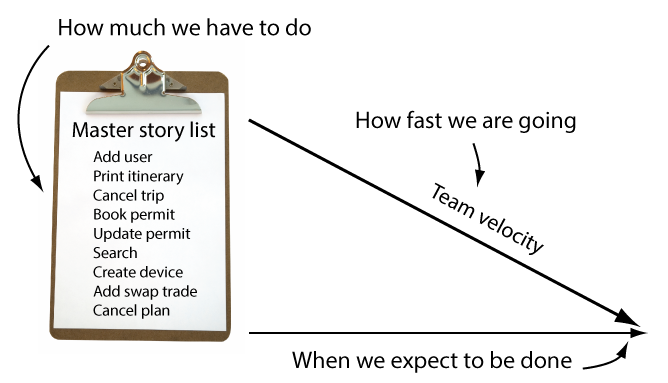 How much we have to do
Master story list
Add user
Print itinerary
Cancel trip
Book permit
Update permit
Search
Create device
Add swap trade
Cancel plan
How fast we are going
Team velocity
When we expect to be done